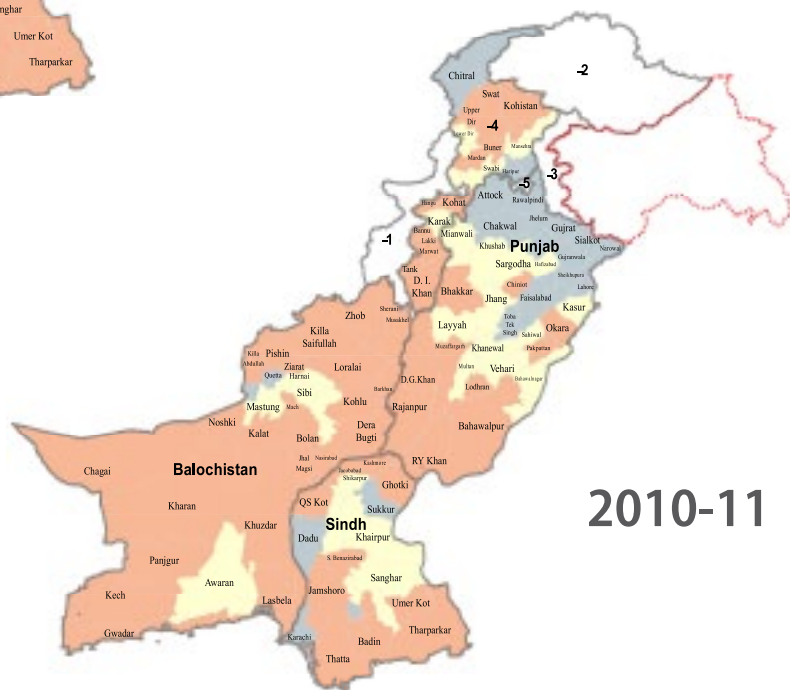 nghar
Umer Kot
Tharparkar
Chitral
-2
Swat
Kohistan
Upper
Dir
-4
Lower Dir
Buner
Mansehra
Mardan
Swabi
Haripur
-5
-3
Attock
Rawalpindi
Hangu
Kohat
Karak
Jhelum
Bannu
Mianwali
Chakwal
Gujrat
Lakki
Marwat
-1
Khushab
Punjab
Sialkot
Narowal
Gujranwala
Sargodha
Hafizabad
Tank
Sheikhupura
D. I.
Khan
Bhakkar
Chiniot
Lahore
Jhang
Faisalabad
Kasur
Sherani
Zhob
Musakhel
Layyah
Toba
Tek
Singh
Okara
Sahiwal
Killa
Saifullah
Muzaffargarh
Khanewal
Pakpattan
Killa
Abdullah
Pishin
Ziarat
Loralai
Multan
Vehari
Quetta
Harnai
D.G.Khan
Bahawalnagar
Lodhran
Barkhan
Sibi
Mastung
Mach
Kohlu
Rajanpur
Noshki
Kalat
Bolan
Dera
Bugti
Bahawalpur
Jhal
Magsi
Nasirabad
Kashmore
RY Khan
Chagai
Balochistan
Jacobabad
Shikarpur
Ghotki
Kharan
QS Kot
Sukkur
Khuzdar
Sindh
Dadu
Khairpur
2010-11
Panjgur
S. Benazirabad
Awaran
Sanghar
Kech
Lasbela
Jamshoro
Umer Kot
Gwadar
Karachi
Badin
Tharparkar
Thatta